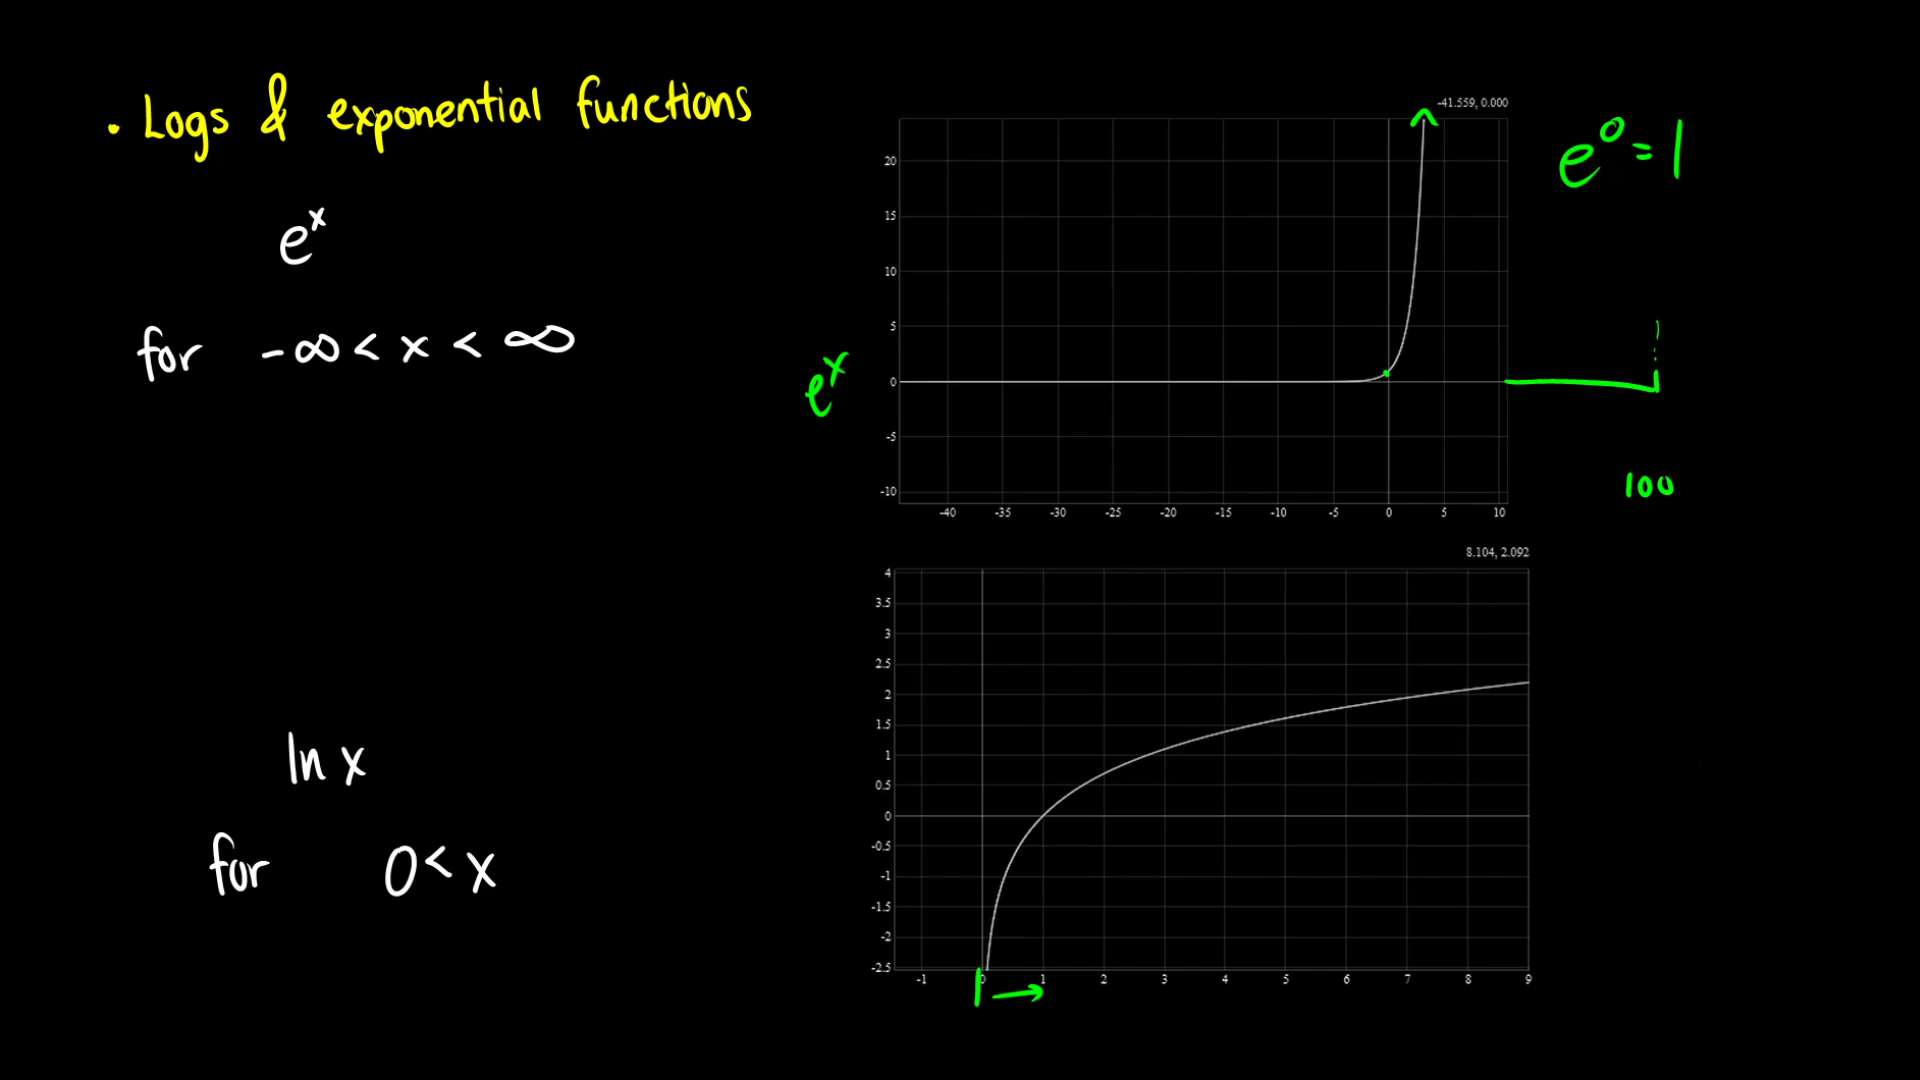 • Logs & exponential functions
eˣ
for -∞ < x < ∞
ln x
for 0 < x
-41.559, 0.000
e⁰ = 1
20
15
10
5
0
-5
-10
eˣ
-40 -35 -30 -25 -20 -15 -10 -5 0 5 10
100
8.104, 2.092
4
3.5
3
2.5
2
1.5
1
0.5
0
-0.5
-1
-1.5
-2
-2.5
-1 0 1 2 3 4 5 6 7 8 9